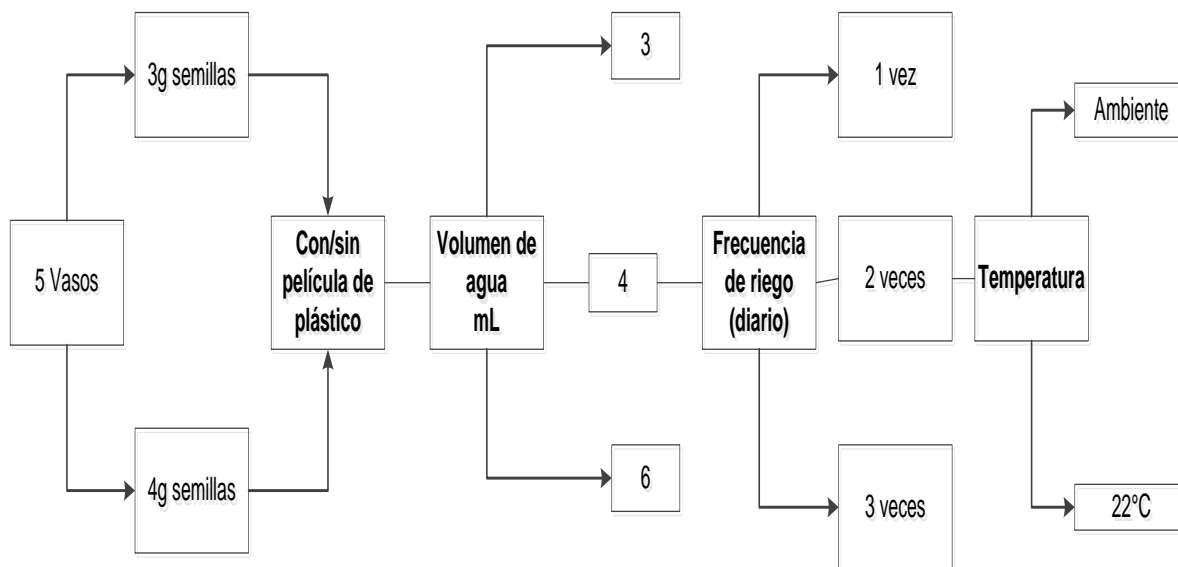 3g semillas
5 Vasos
4g semillas
Con/sin
película de
plástico
Volumen de
agua
mL
3
4
6
Frecuencia
de riego
(diario)
1 vez
2 veces
3 veces
Temperatura
Ambiente
22°C